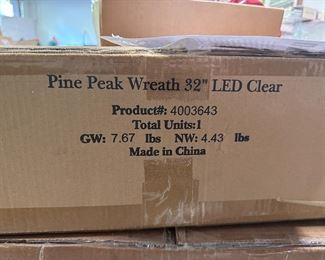 Pine Peak Wreath 32" LED Clear
Product#: 4003643
Total Units:1
GW: 7.67 lbs NW: 4.43 lbs
Made in China